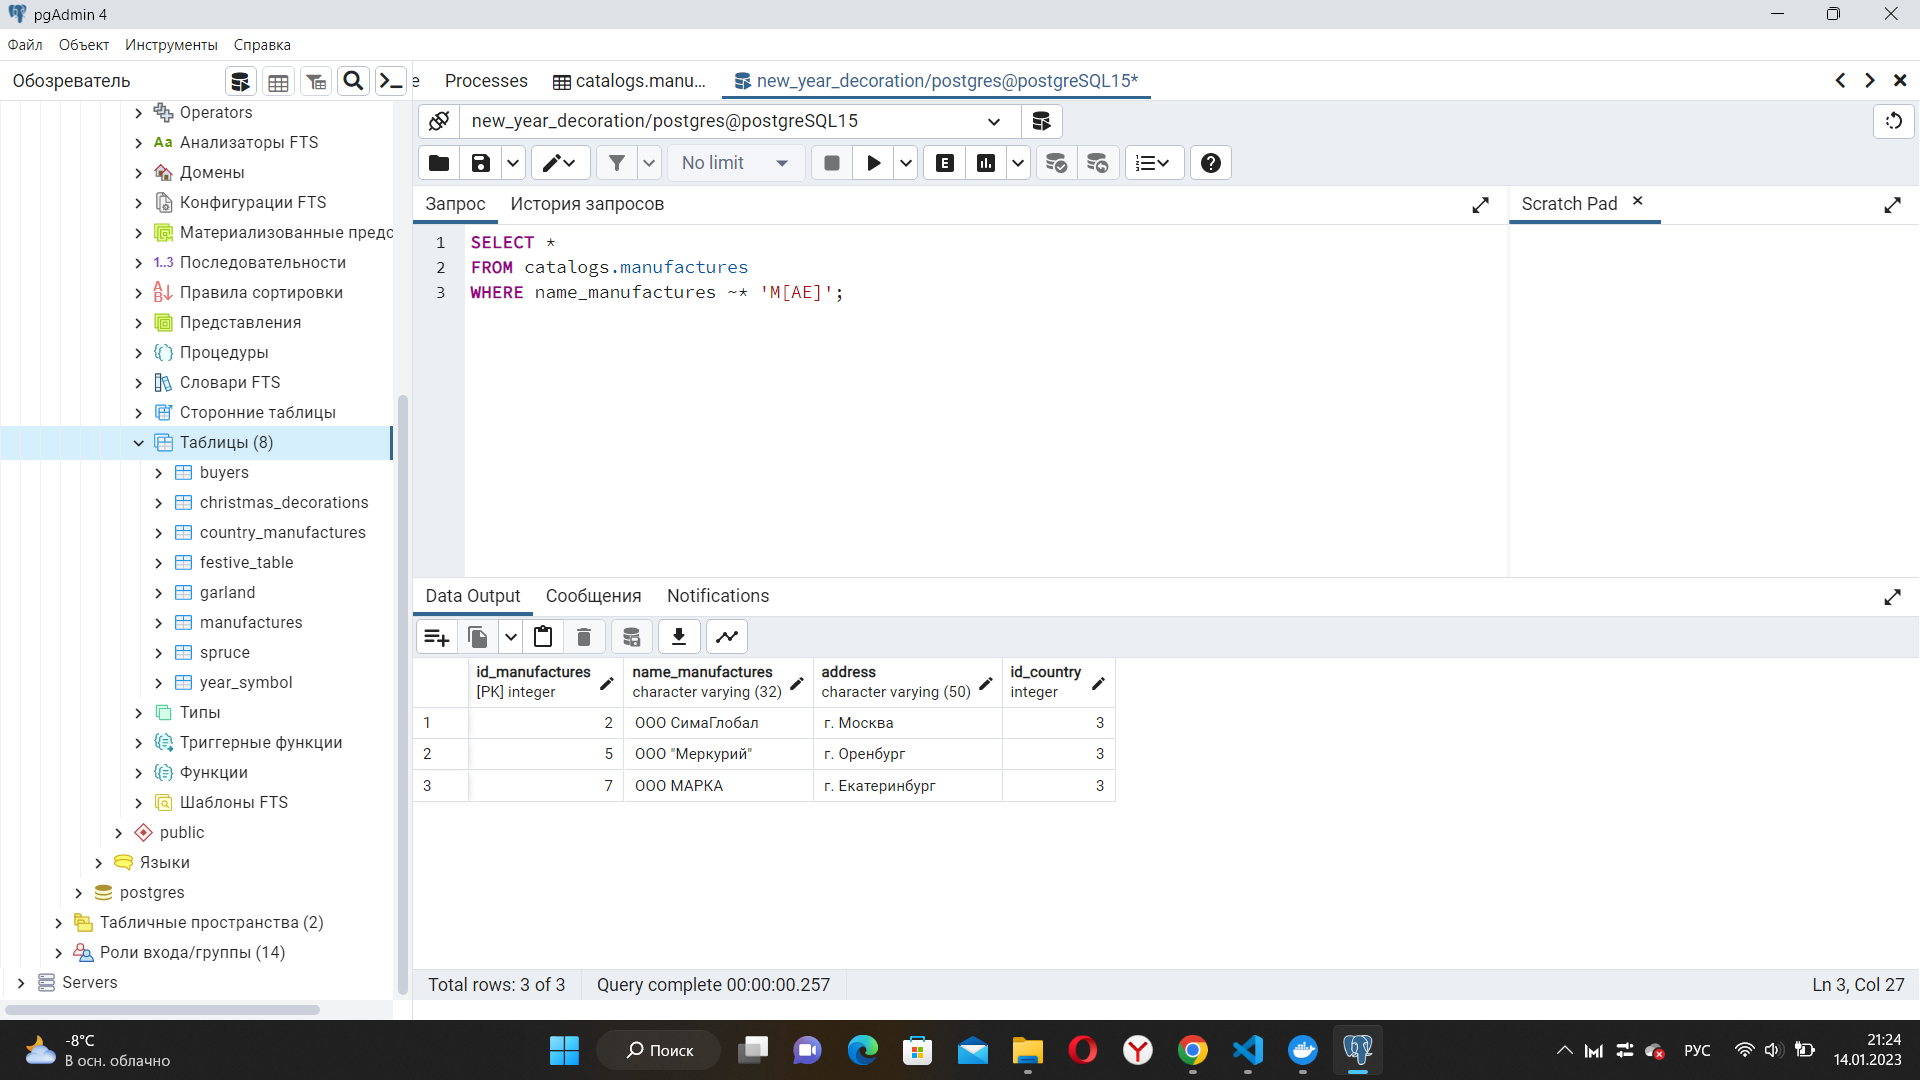 pgAdmin 4
Файл Объект Инструменты Справка
Обозреватель
e Processes catalogs.manu... new_year_decoration/postgres@postgreSQL15*
new_year_decoration/postgres@postgreSQL15
No limit
E
Запрос История запросов
Scratch Pad
1 SELECT *
2 FROM catalogs.manufactures
3 WHERE name_manufactures ~* 'М[АЕ]';
Operators
Aa Анализаторы FTS
Домены
Конфигурации FTS
Материализованные предс
1..3 Последовательности
Правила сортировки
Представления
Процедуры
Словари FTS
Сторонние таблицы
Таблицы (8)
buyers
christmas_decorations
country_manufactures
festive_table
garland
manufactures
spruce
year_symbol
Типы
Триггерные функции
Функции
Шаблоны FTS
public
Языки
postgres
Табличные пространства (2)
Роли входа/группы (14)
Servers
Data Output Сообщения Notifications
id_manufactures [PK] integer name_manufactures character varying (32) address character varying (50) id_country integer
1 2 ООО СимаГлобал г. Москва 3
2 5 ООО "Меркурий" г. Оренбург 3
3 7 ООО МАРКА г. Екатеринбург 3
Total rows: 3 of 3 Query complete 00:00:00.257 Ln 3, Col 27
-8°C
В осн. облачно
Поиск
РУС
21:24
14.01.2023